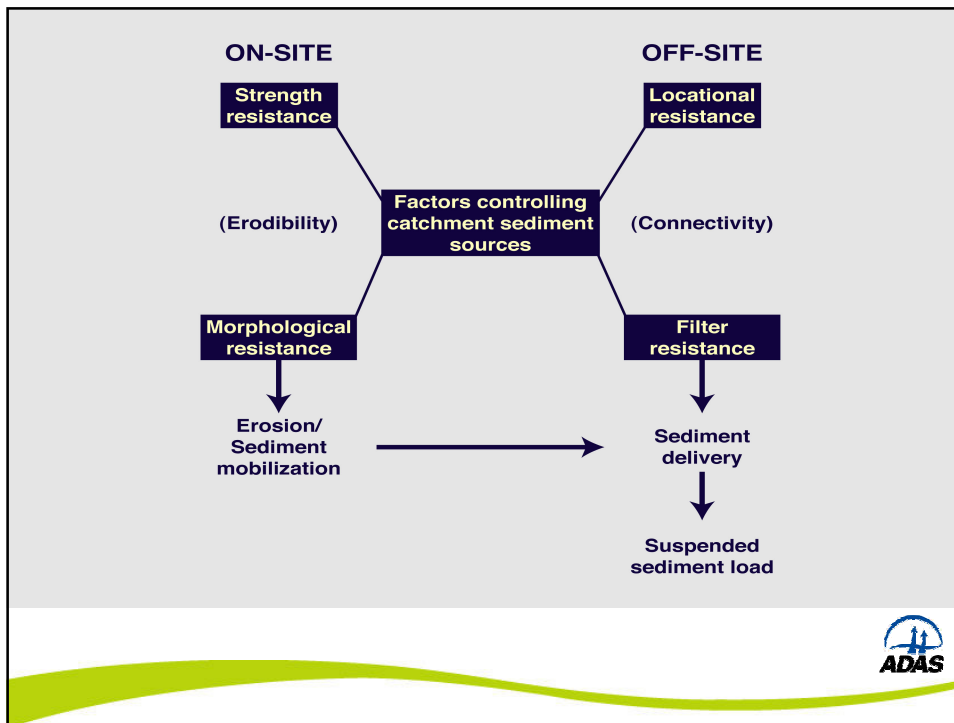 ON-SITE
OFF-SITE
Strength
resistance
Locational
resistance
Factors controlling
catchment sediment
sources
(Erodibility)
(Connectivity)
Morphological
resistance
Filter
resistance
Erosion/
Sediment
mobilization
Sediment
delivery
Suspended
sediment load
ADAS